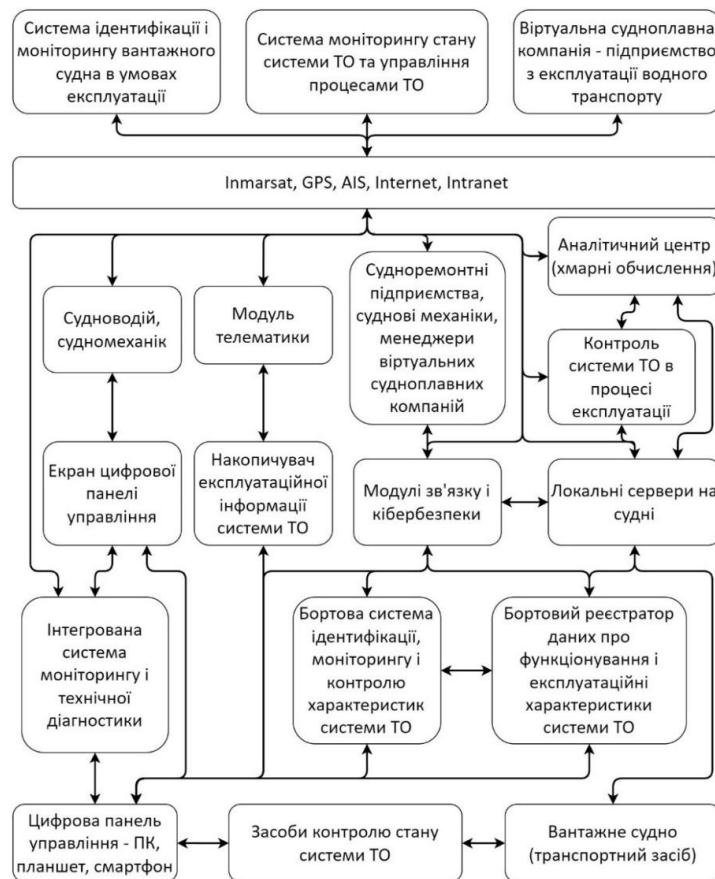 Система ідентифікації і
моніторингу вантажного
судна в умовах
експлуатації
Система моніторингу стану
системи ТО та управління
процесами ТО
Віртуальна судноплавна
компанія - підприємство
з експлуатації водного
транспорту
Inmarsat, GPS, AIS, Internet, Intranet
Судноводій,
судномеханік
Модуль
телематики
Судноремонтні
підприємства,
суднові механіки,
менеджери
віртуальних
судноплавних
компаній
Аналітичний центр
(хмарні обчислення)
Контроль
системи ТО в
процесі
експлуатації
Екран цифрової
панелі
управління
Накопичувач
експлуатаційної
інформації
системи ТО
Модулі зв'язку і
кібербезпеки
Локальні сервери на
судні
Інтегрована
система
моніторингу і
технічної
діагностики
Бортова система
ідентифікації,
моніторингу і
контролю
характеристик
системи ТО
Бортовий реєстратор
даних про
функціонування і
експлуатаційні
характеристики
системи ТО
Цифрова панель
управління - ПК,
планшет, смартфон
Засоби контролю стану
системи ТО
Вантажне судно
(транспортний засіб)